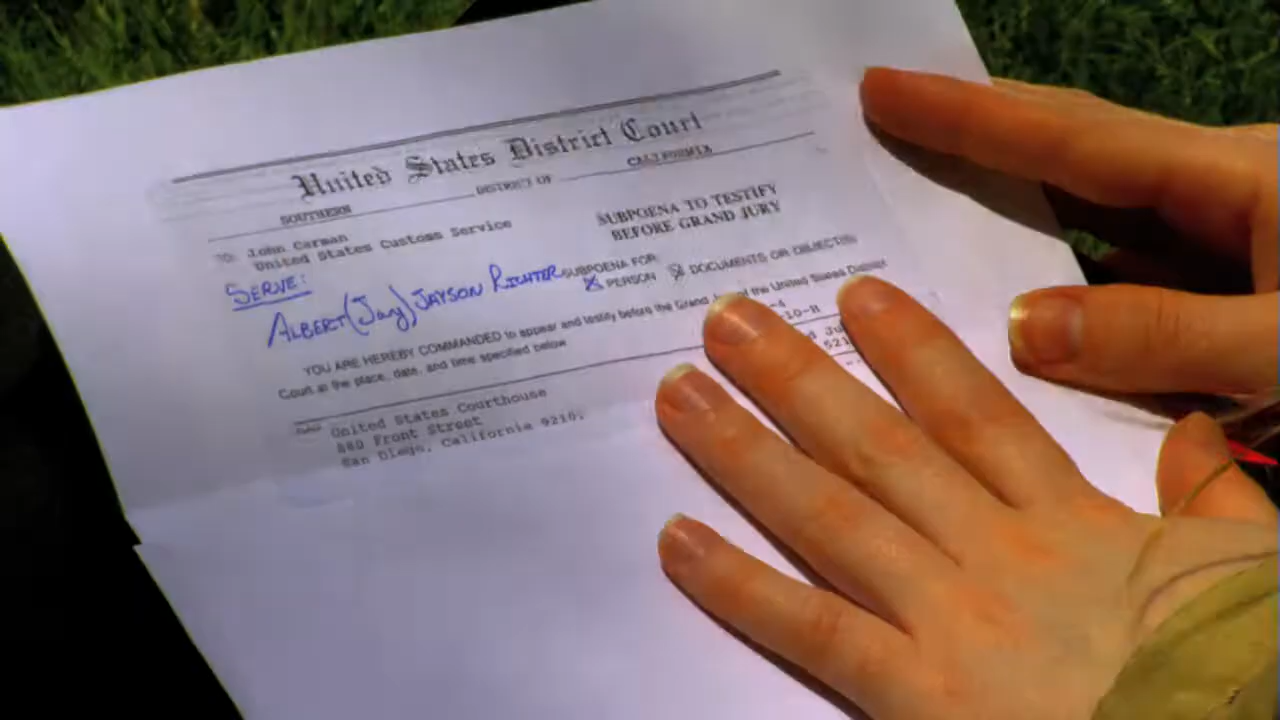 United States District Court
SOUTHERN DISTRICT OF CALIFORNIA
TO: John Carman
United States Customs Service
SUBPOENA TO TESTIFY
BEFORE GRAND JURY
SERVE:
ALBERT (Jay) JAYSON RICHTER
SUBPOENA FOR
PERSON DOCUMENTS OR OBJECT(S)
YOU ARE HEREBY COMMANDED to appear and testify before the Grand of the United States District
Court at the place, date, and time specified below
United States Courthouse
880 Front Street
San Diego, California 9210
-10-R